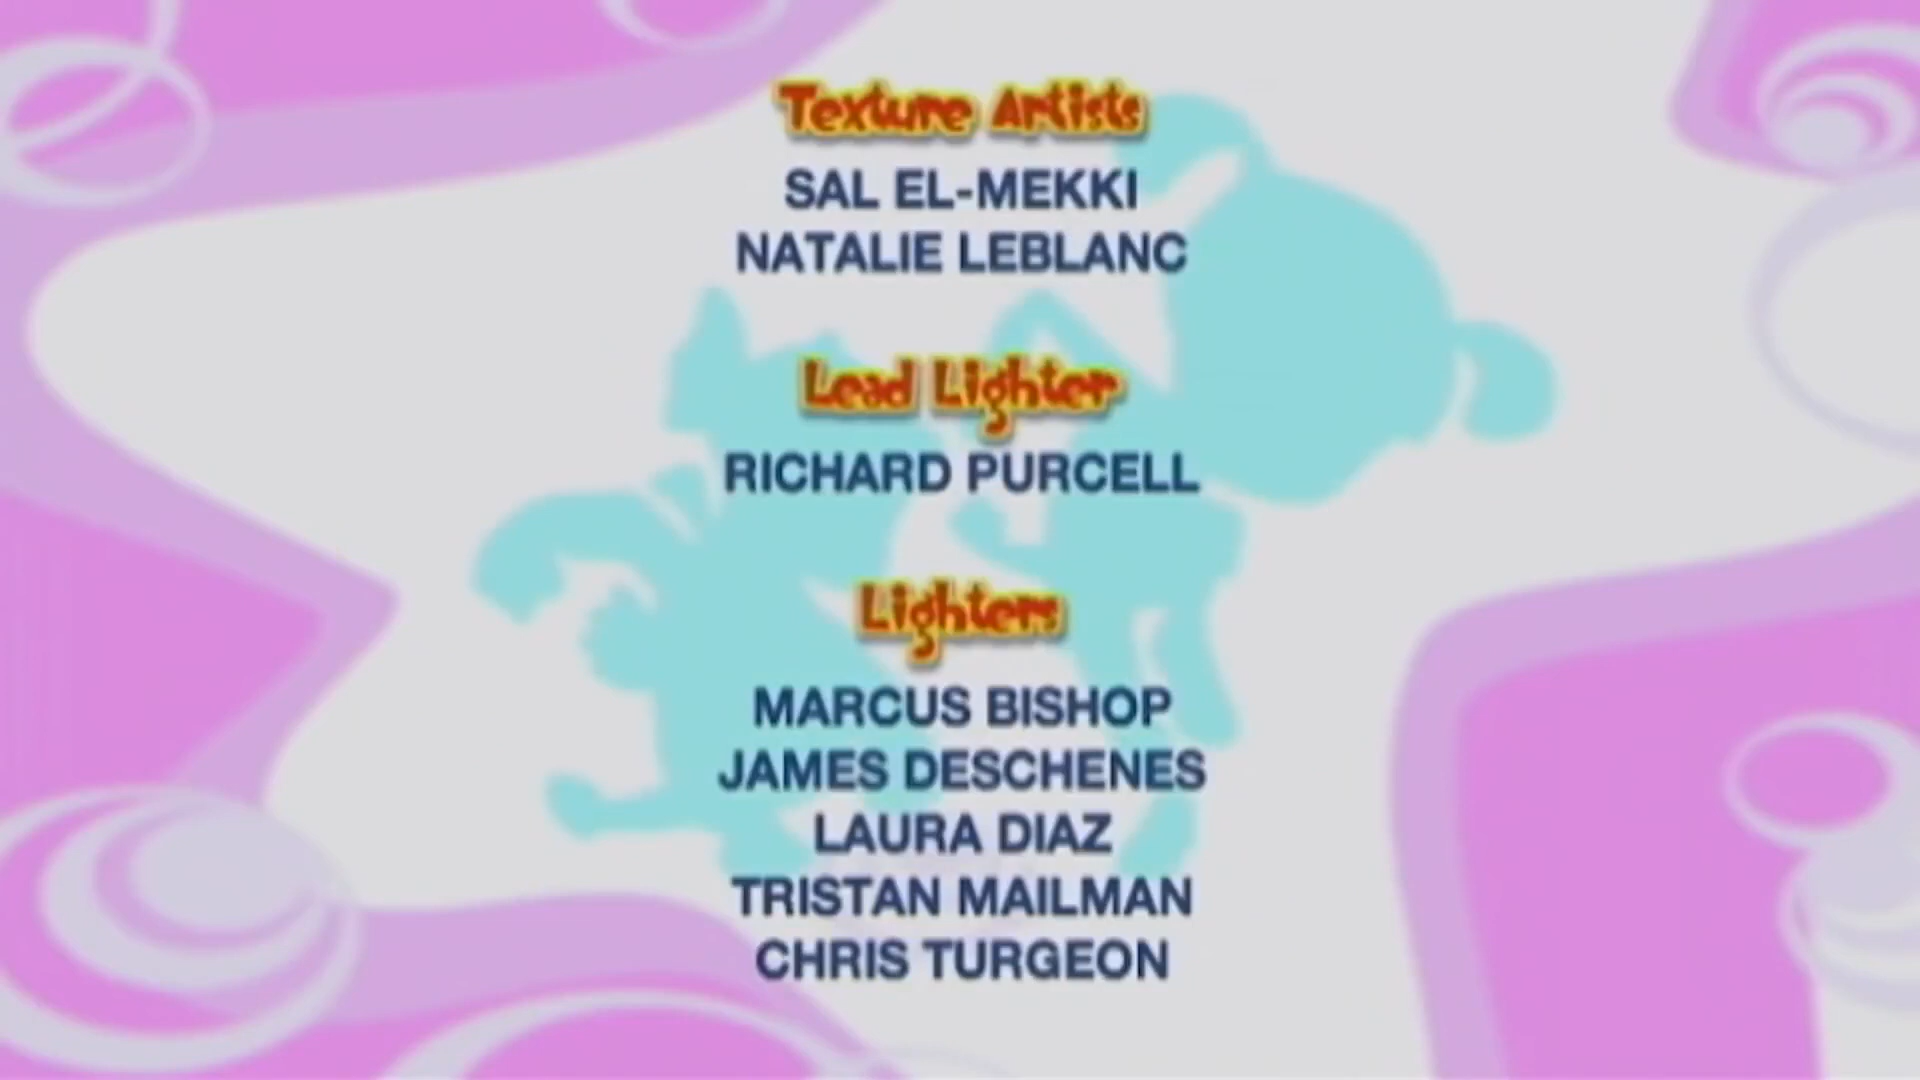 Texture Artists
SAL EL-MEKKI
NATALIE LEBLANC
Lead Lighter
RICHARD PURCELL
Lighters
MARCUS BISHOP
JAMES DESCHENES
LAURA DIAZ
TRISTAN MAILMAN
CHRIS TURGEON